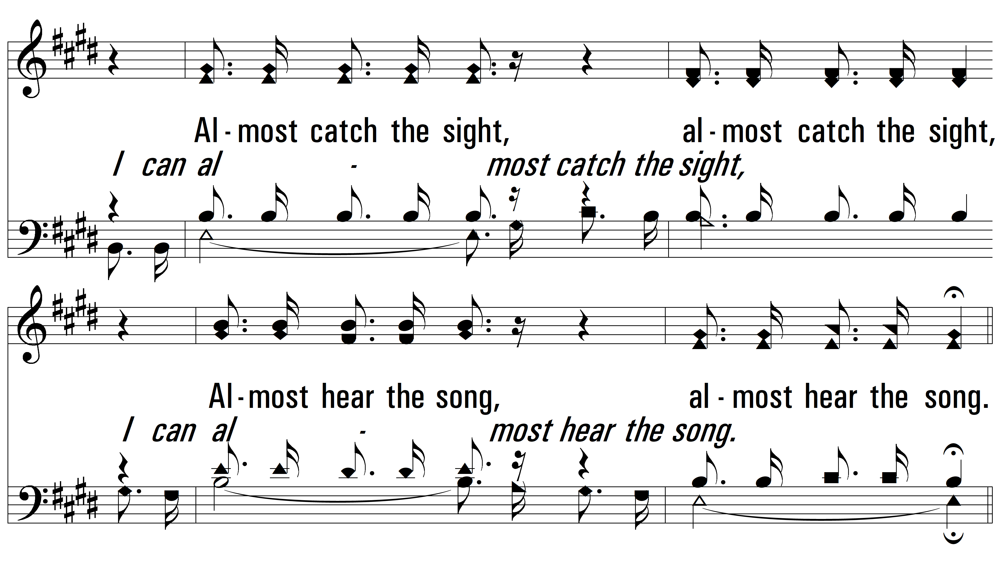 Al - most catch the sight, al - most catch the sight,
I can al - most catch the sight,
Al - most hear the song, al - most hear the song.
I can al - most hear the song.